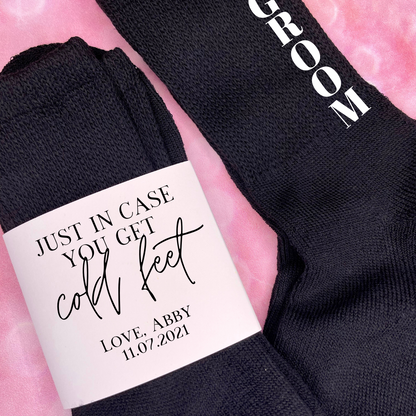 GROOM
JUST IN CASE
YOU GET
cold feet
LOVE, ABBY
11.07.2021